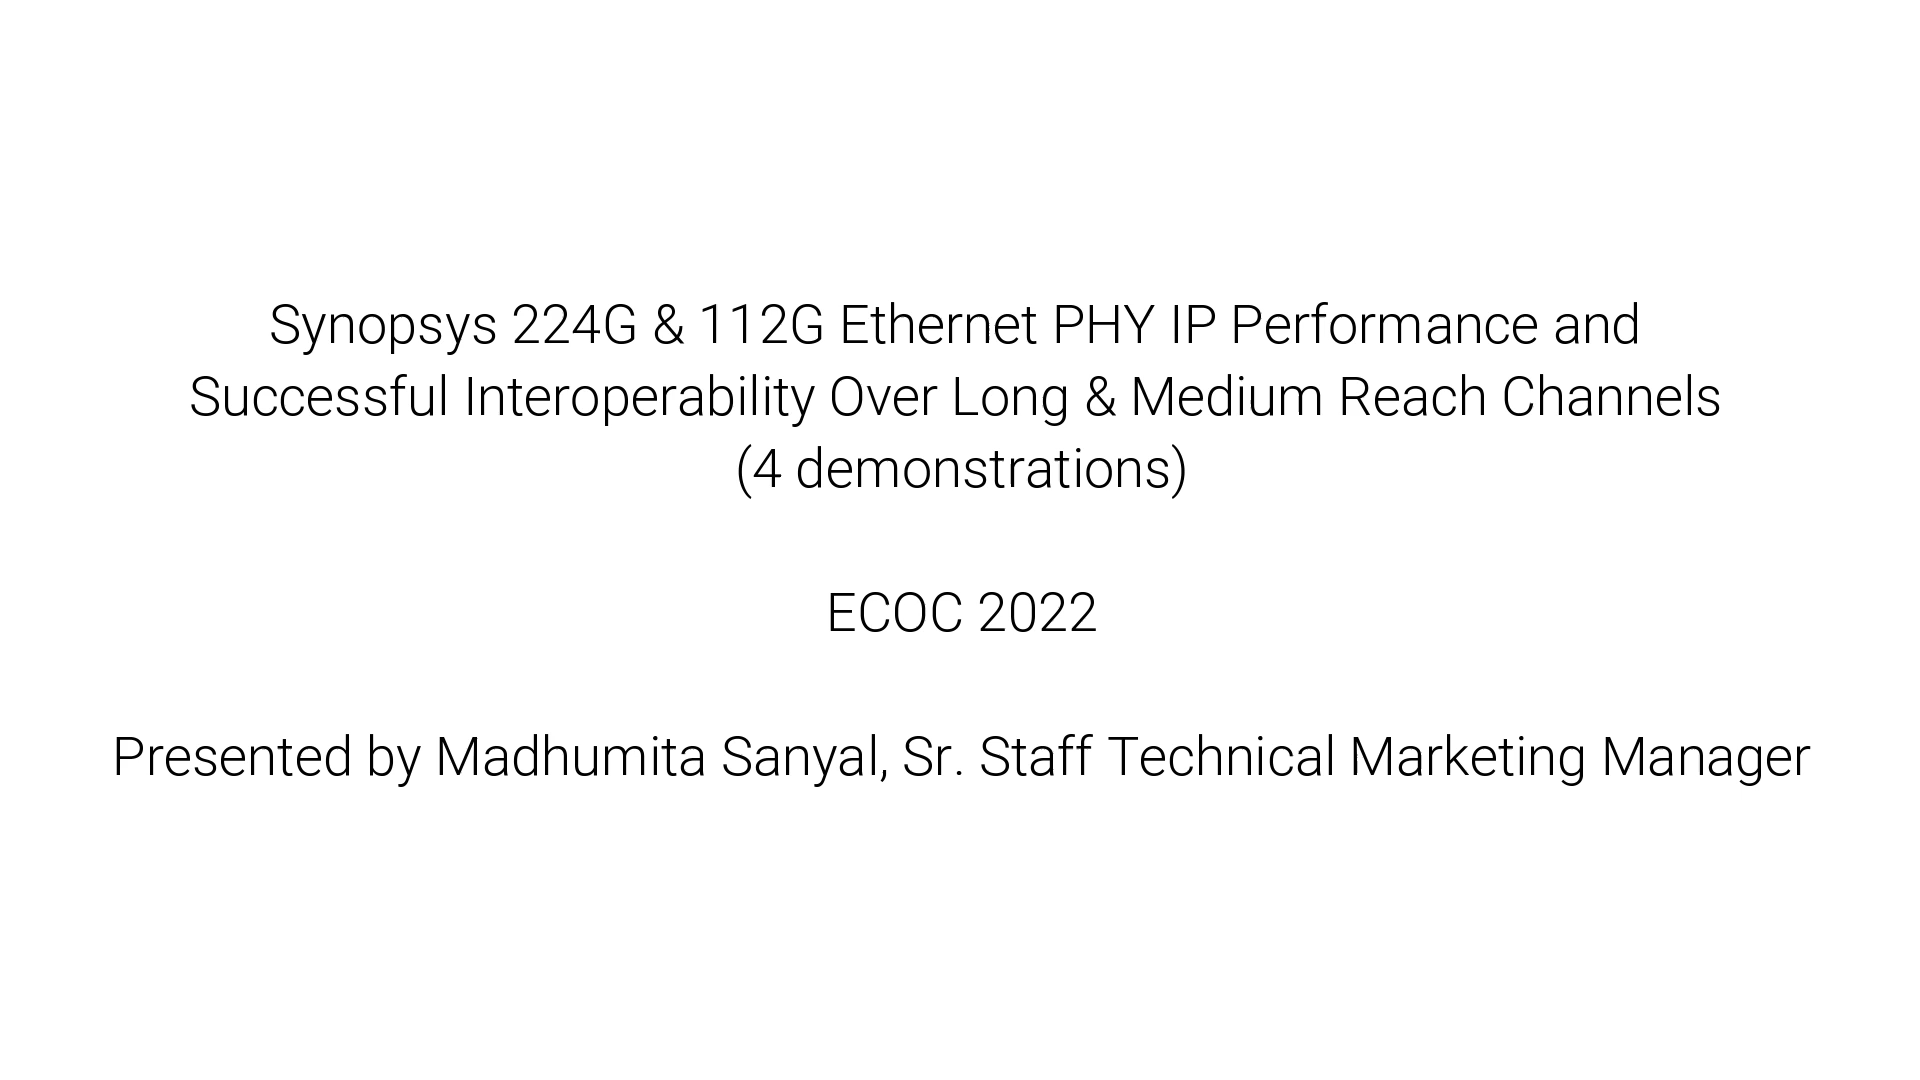 Synopsys 224G & 112G Ethernet PHY IP Performance and
Successful Interoperability Over Long & Medium Reach Channels
(4 demonstrations)
ECOC 2022
Presented by Madhumita Sanyal, Sr. Staff Technical Marketing Manager